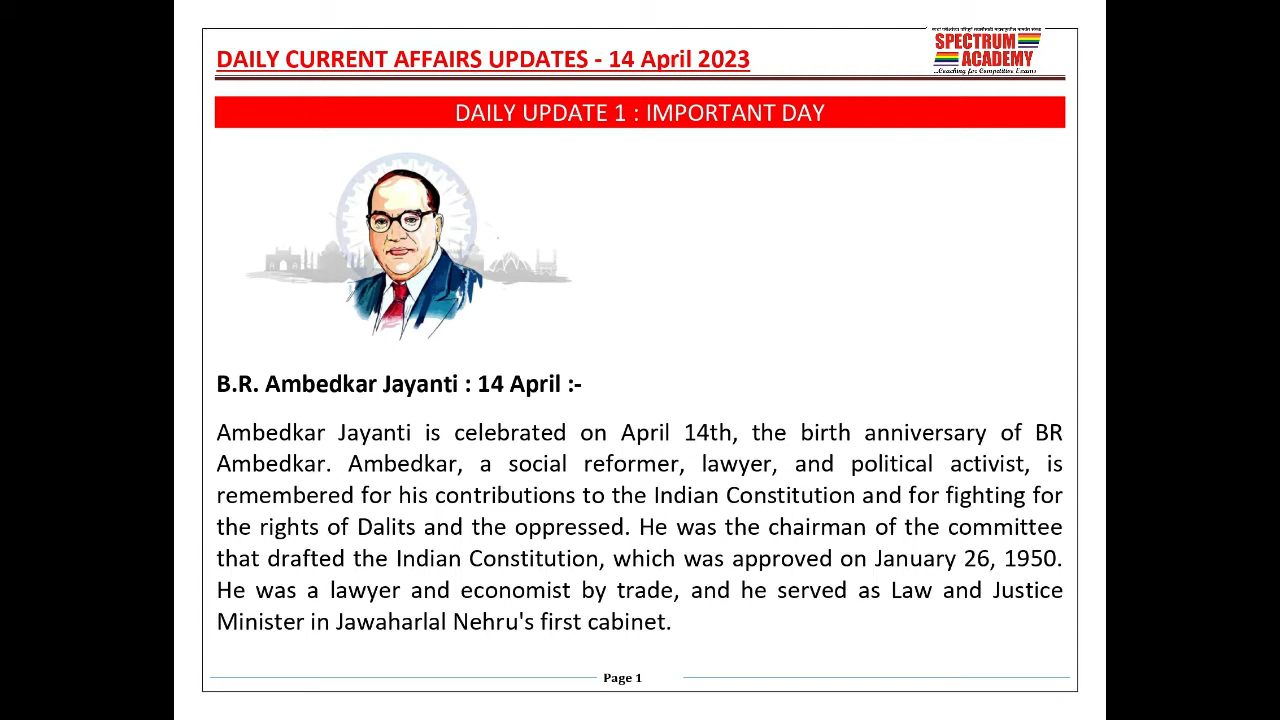 DAILY CURRENT AFFAIRS UPDATES - 14 April 2023
SPECTRUM
ACADEMY
...Coaching for Competitive Exams
DAILY UPDATE 1 : IMPORTANT DAY
B.R. Ambedkar Jayanti : 14 April :-
Ambedkar Jayanti is celebrated on April 14th, the birth anniversary of BR
Ambedkar. Ambedkar, a social reformer, lawyer, and political activist, is
remembered for his contributions to the Indian Constitution and for fighting for
the rights of Dalits and the oppressed. He was the chairman of the committee
that drafted the Indian Constitution, which was approved on January 26, 1950.
He was a lawyer and economist by trade, and he served as Law and Justice
Minister in Jawaharlal Nehru's first cabinet.
Page 1